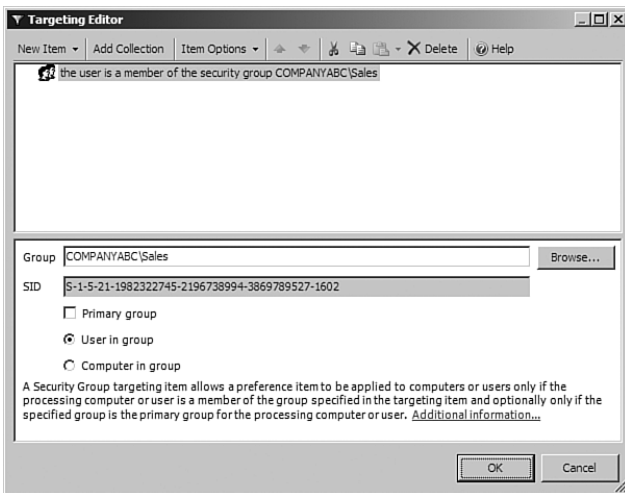 Targeting Editor
New Item Add Collection Item Options Delete Help
the user is a member of the security group COMPANYABC\Sales
Group COMPANYABC\Sales Browse...
SID S-1-5-21-1982322745-2196738994-3869789527-1602
Primary group
User in group
Computer in group
A Security Group targeting item allows a preference item to be applied to computers or users only if the
processing computer or user is a member of the group specified in the targeting item and optionally only if the
specified group is the primary group for the processing computer or user. Additional information...
OK Cancel